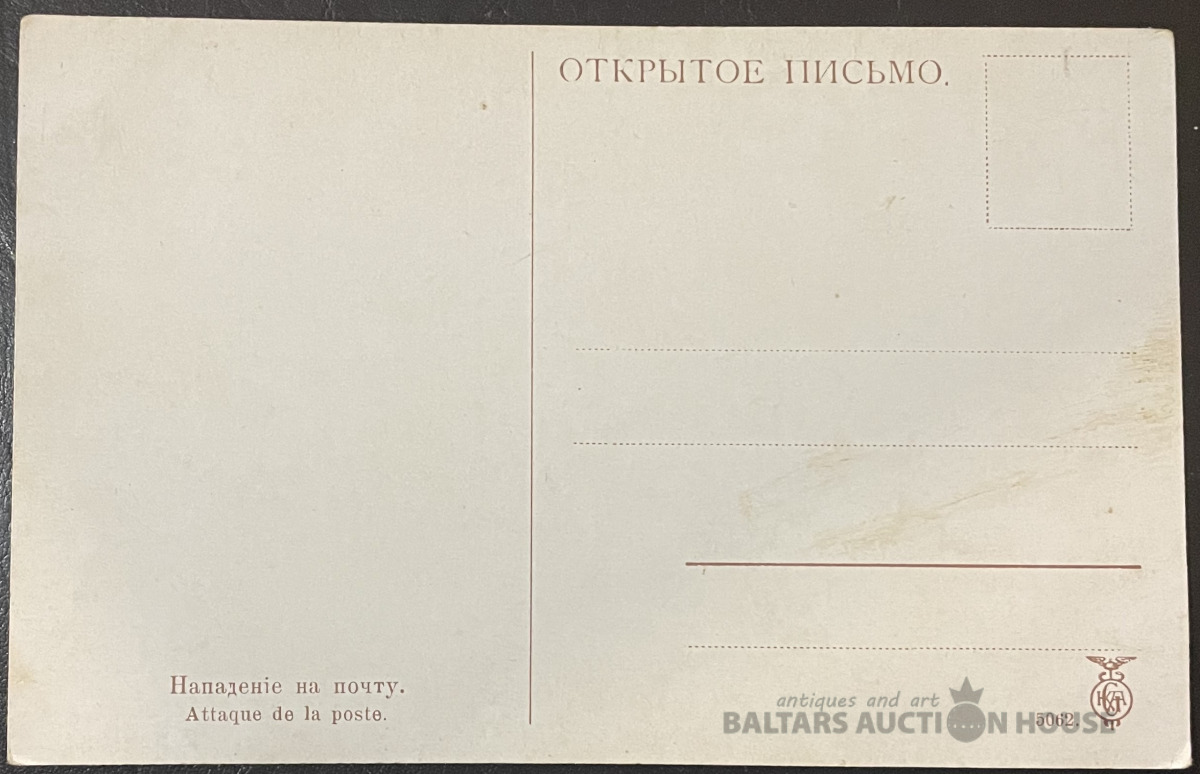 ОТКРЫТОЕ ПИСЬМО.
Нападеніе на почту.
Attaque de la poste.
antiques and art
BALTARS AUCTION HOUSE
5062.